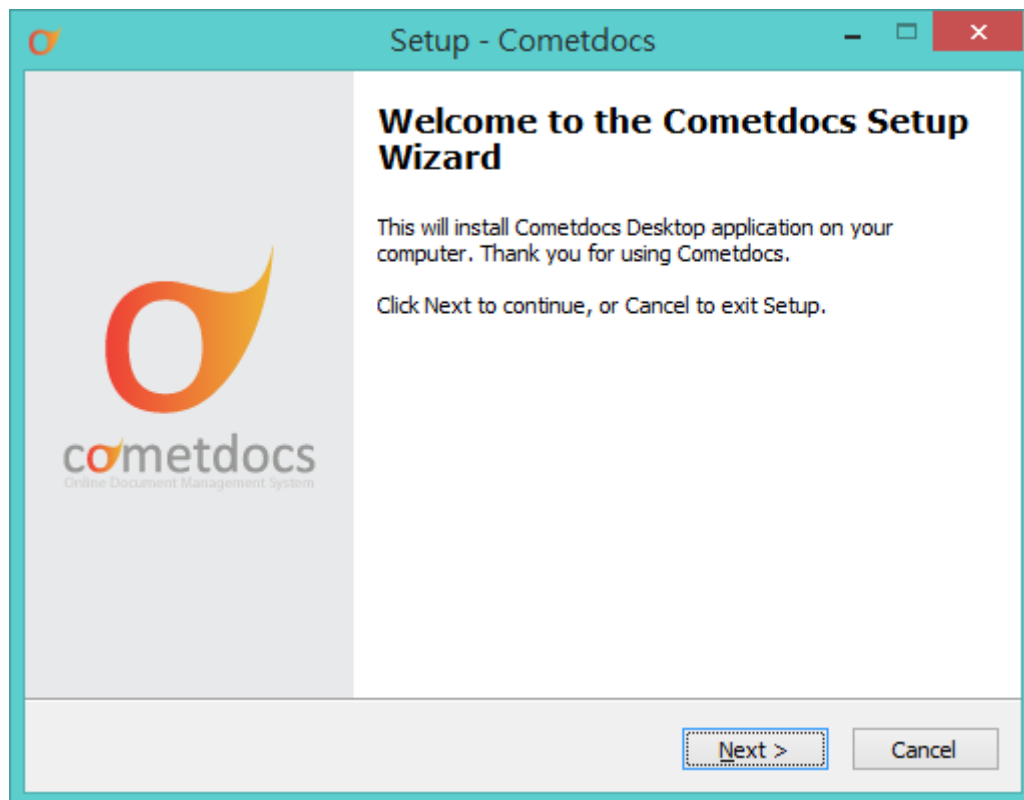 Setup - Cometdocs
Welcome to the Cometdocs Setup
Wizard
This will install Cometdocs Desktop application on your
computer. Thank you for using Cometdocs.
Click Next to continue, or Cancel to exit Setup.
cometdocs
Online Document Management System
Next >
Cancel